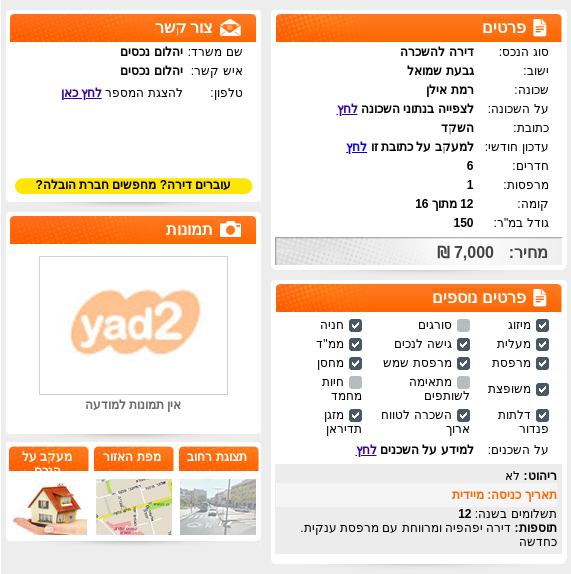 פרטים
סוג הנכס: דירה להשכרה
ישוב: גבעת שמואל
שכונה: רמת אילן
על השכונה: לצפייה בנתוני השכונה לחץ
כתובת: השקד
עדכון חודשי: למעקב על כתובת זו לחץ
חדרים: 6
מרפסות: 1
קומה: 12 מתוך 16
גודל במ"ר: 150
מחיר: 7,000 ₪
פרטים נוספים
מיזוג סורגים חניה
מעלית גישה לנכים ממ"ד
מרפסת מרפסת שמש מחסן
משופצת מתאימה לשותפים חיות מחמד
דלתות פנדור השכרה לטווח ארוך מזגן תדיראן
על השכנים: למידע על השכנים לחץ
ריהוט: לא
תאריך כניסה: מיידית
תשלומים בשנה: 12
תוספות: דירה יפהפיה ומרווחת עם מרפסת ענקית.
כחדשה
צור קשר
שם משרד: יהלום נכסים
איש קשר: יהלום נכסים
טלפון: להצגת המספר לחץ כאן
עוברים דירה? מחפשים חברת הובלה?
תמונות
yad2
אין תמונות למודעה
תצוגת רחוב
מפת האזור
מעקב על
הנכס